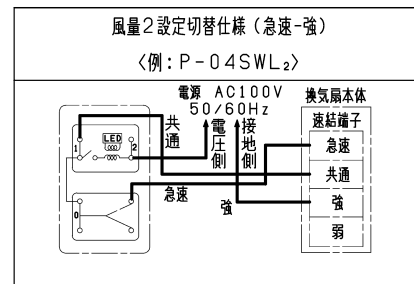 風量2設定切替仕様（急速-強）
〈例：P-04SWL₂〉
電源 AC100V
50/60Hz
換気扇本体
速結端子
急速
共通
強
弱
共通
電圧側
接地側
LED
1
2
0
急速
強